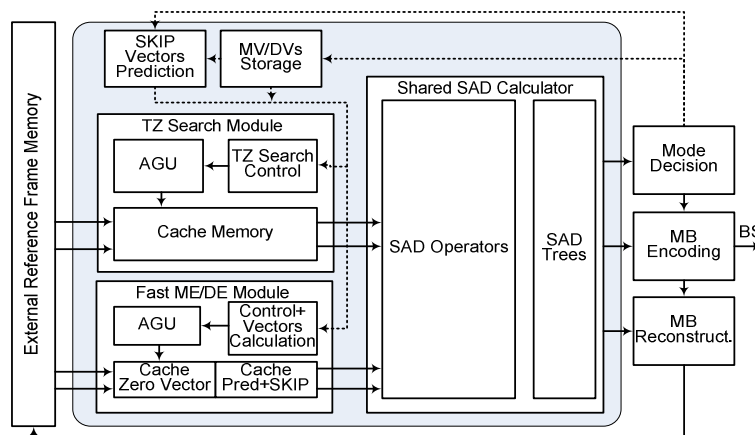 External Reference Frame Memory
SKIP
Vectors
Prediction
MV/DVs
Storage
Shared SAD Calculator
TZ Search Module
AGU
TZ Search
Control
Cache Memory
SAD Operators
SAD
Trees
Mode
Decision
MB
Encoding
BS
MB
Reconstruct.
Fast ME/DE Module
AGU
Control+
Vectors
Calculation
Cache
Zero Vector
Cache
Pred+SKIP